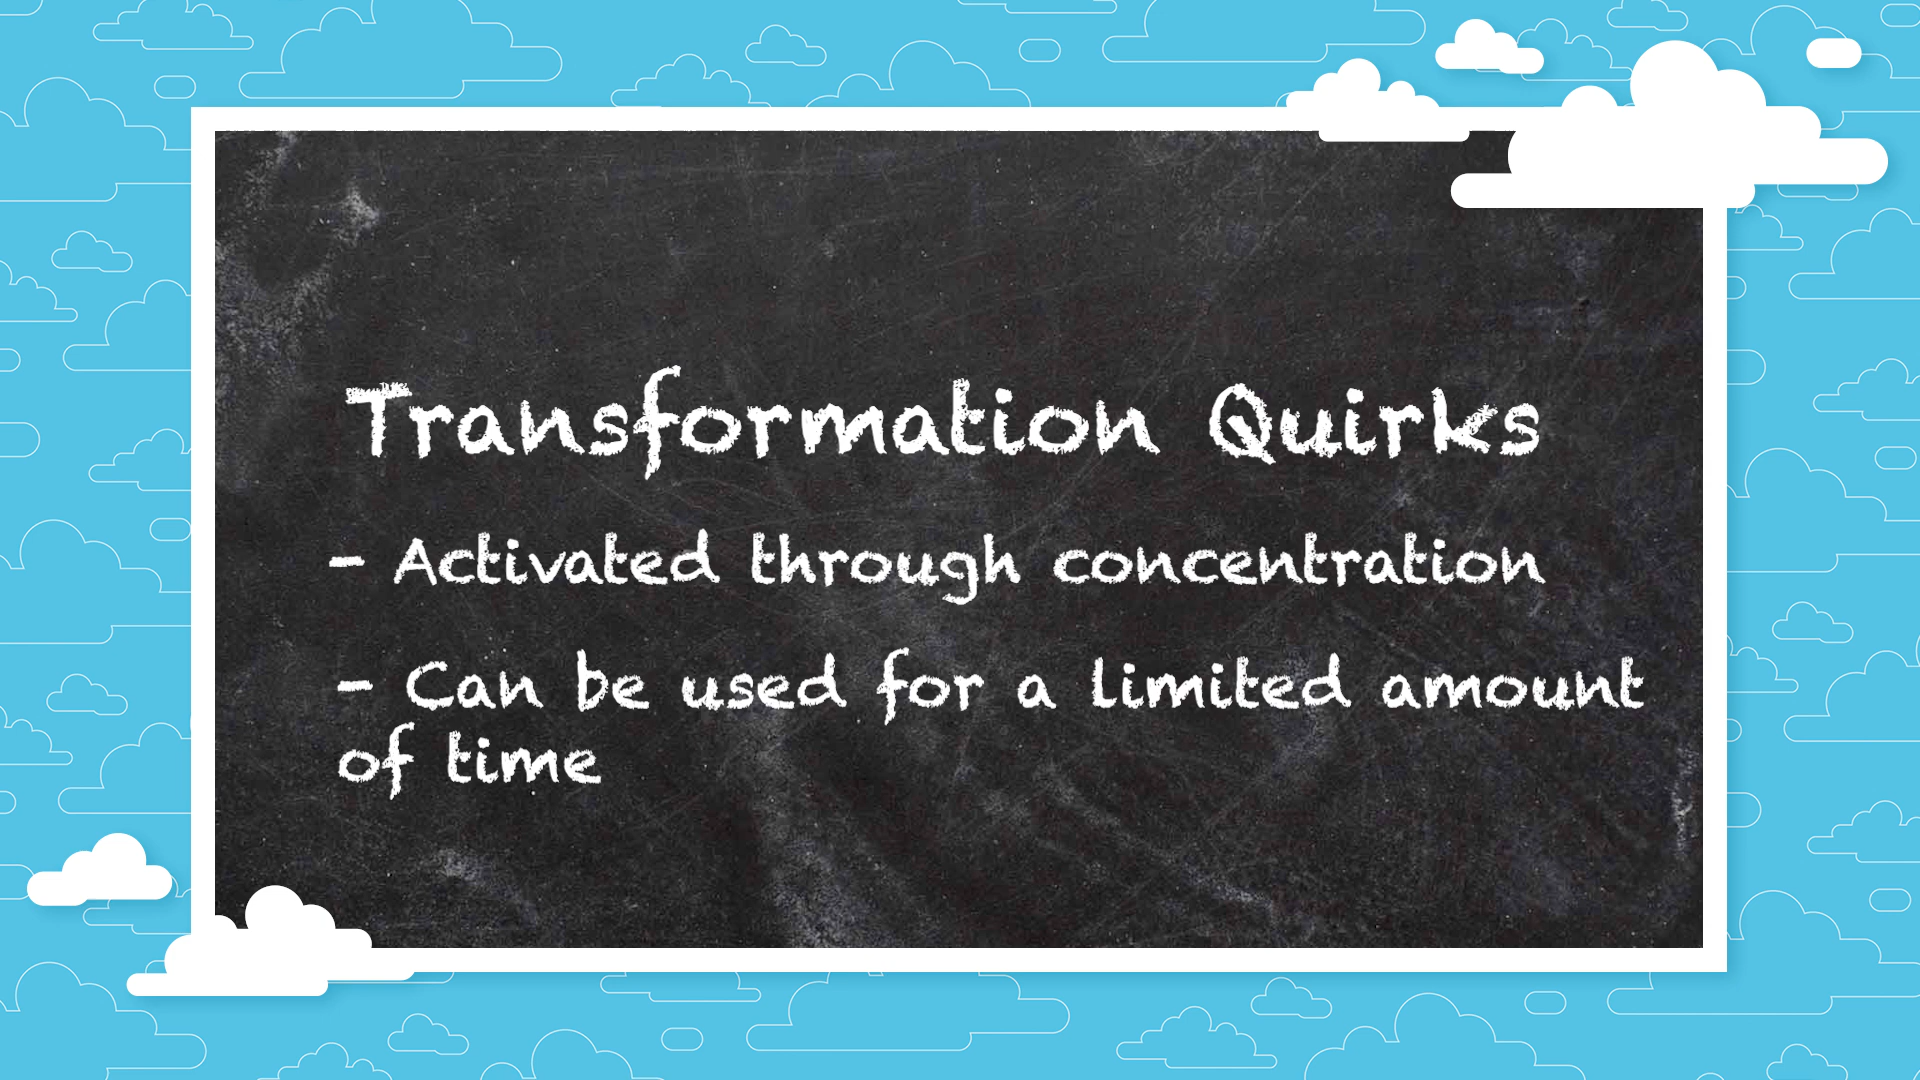 Transformation Quirks
- Activated through concentration
- Can be used for a limited amount
of time